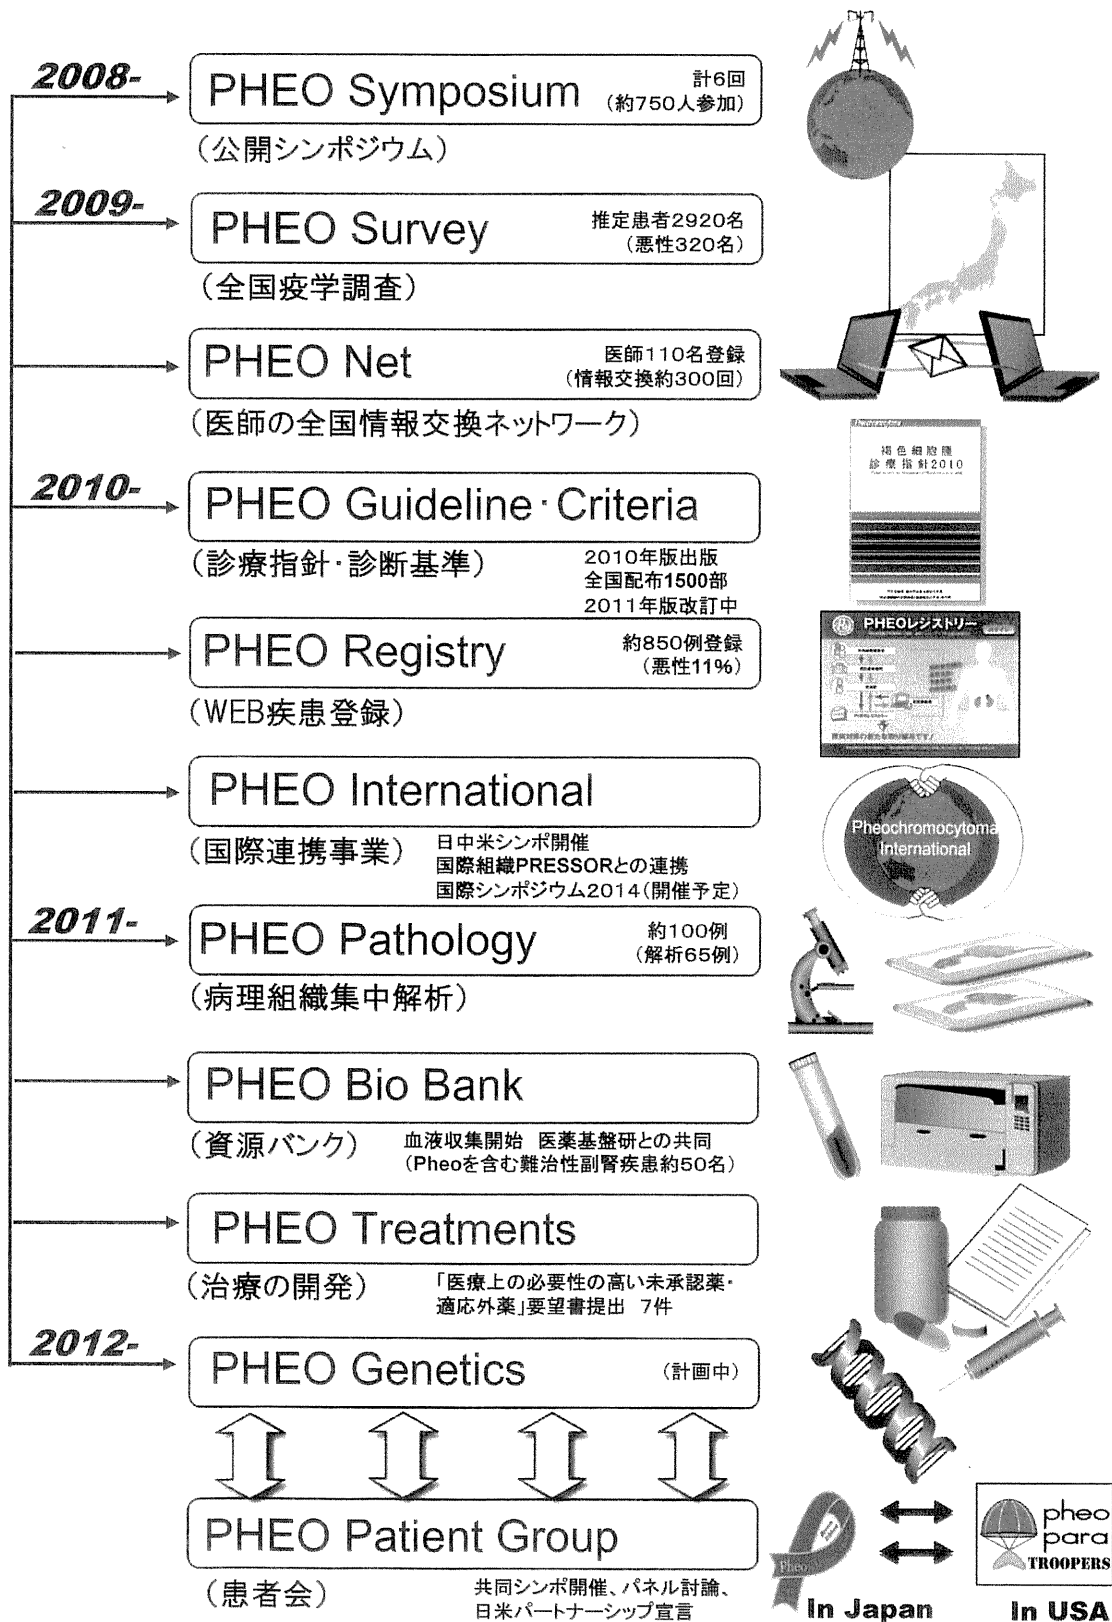 2008-
PHEO Symposium
計6回
(約750人参加)
(公開シンポジウム)
2009-
PHEO Survey
推定患者2920名
(悪性320名)
(全国疫学調査)
PHEO Net
医師110名登録
(情報交換約300回)
(医師の全国情報交換ネットワーク)
2010-
PHEO Guideline・Criteria
(診療指針・診断基準)
2010年版出版
全国配布1500部
2011年版改訂中
褐色細胞腫
診療指針2010
PHEO Registry
約850例登録
(悪性11%)
(WEB疾患登録)
PHEOレジストリー
PHEO International
(国際連携事業)
日中米シンポ開催
国際組織PRESSORとの連携
国際シンポジウム2014(開催予定)
Pheochromocytoma
International
2011-
PHEO Pathology
約100例
(解析65例)
(病理組織集中解析)
PHEO Bio Bank
(資源バンク)
血液収集開始 医薬基盤研との共同
(Pheoを含む難治性副腎疾患約50名)
PHEO Treatments
(治療の開発)
「医療上の必要性の高い未承認薬・
適応外薬」要望書提出 7件
2012-
PHEO Genetics
(計画中)
PHEO Patient Group
(患者会)
共同シンポ開催、パネル討論、
日米パートナーシップ宣言
Pheo
In Japan
pheo
para
TROOPERS
In USA